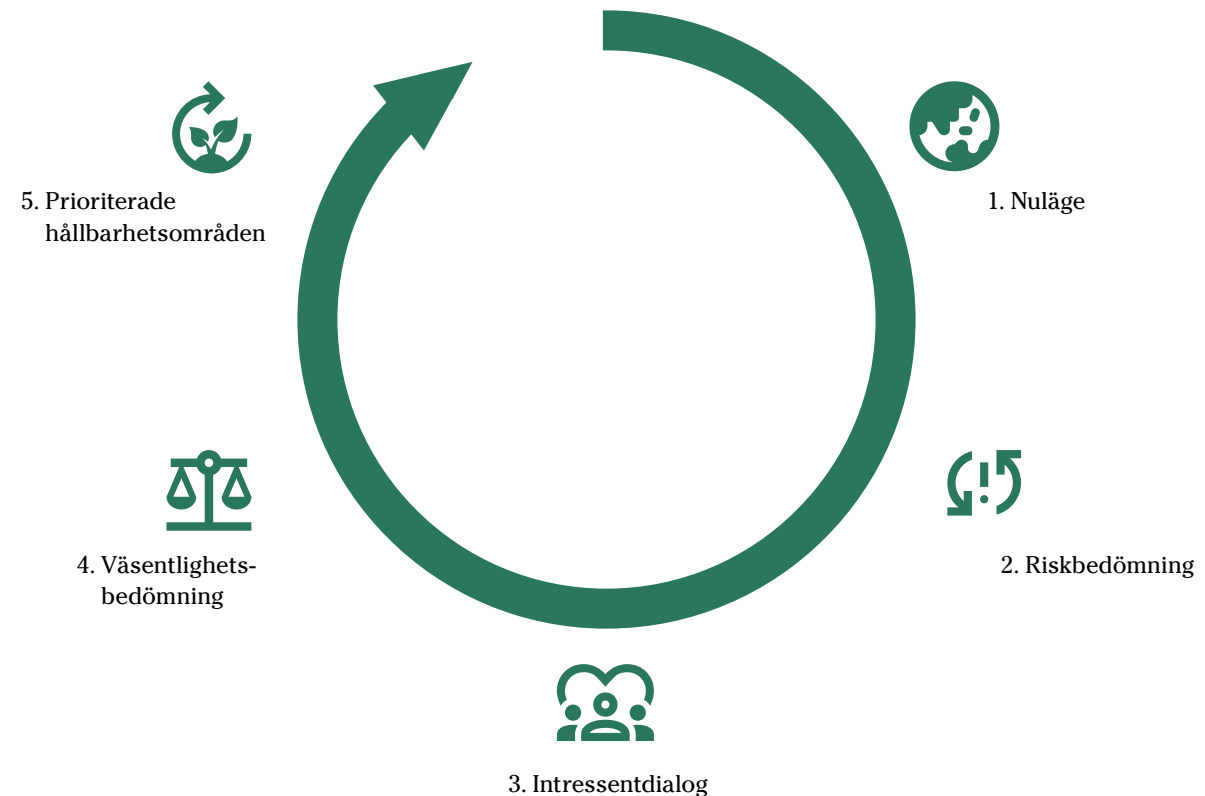 1. Nuläge
2. Riskbedömning
3. Intressentdialog
4. Väsentlighets-
bedömning
5. Prioriterade
hållbarhetsområden